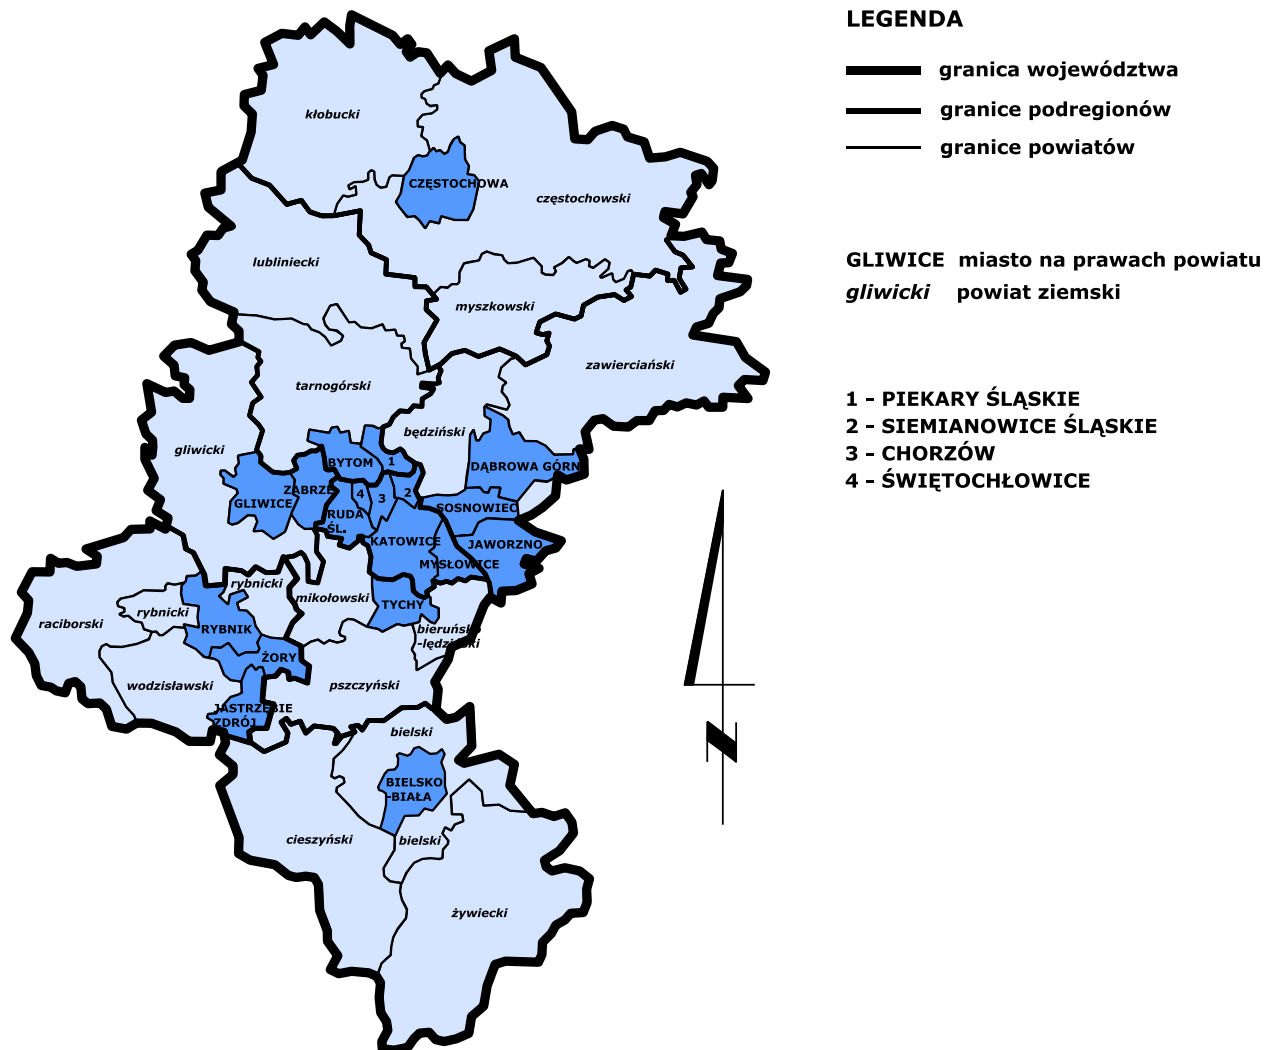 LEGENDA
granica województwa
granice podregionów
granice powiatów
GLIWICE miasto na prawach powiatu
gliwicki powiat ziemski
1 - PIEKARY ŚLĄSKIE
2 - SIEMIANOWICE ŚLĄSKIE
3 - CHORZÓW
4 - ŚWIĘTOCHŁOWICE
kłobucki
CZĘSTOCHOWA
częstochowski
lubliniecki
myszkowski
zawierciański
tarnogórski
będziński
gliwicki
BYTOM
1
DĄBROWA GÓRN
ZABRZE
GLIWICE
4
3
2
SOSNOWIEC
RUDA
ŚL.
KATOWICE
JAWORZNO
MYSŁOWICE
rybnicki
mikołowski
TYCHY
rybnicki
raciborski
RYBNIK
bieruńsko
-lędziński
ŻORY
wodzisławski
pszczyński
JASTRZĘBIE
ZDRÓJ
bielski
BIELSKO
-BIAŁA
cieszyński
bielski
żywiecki
N